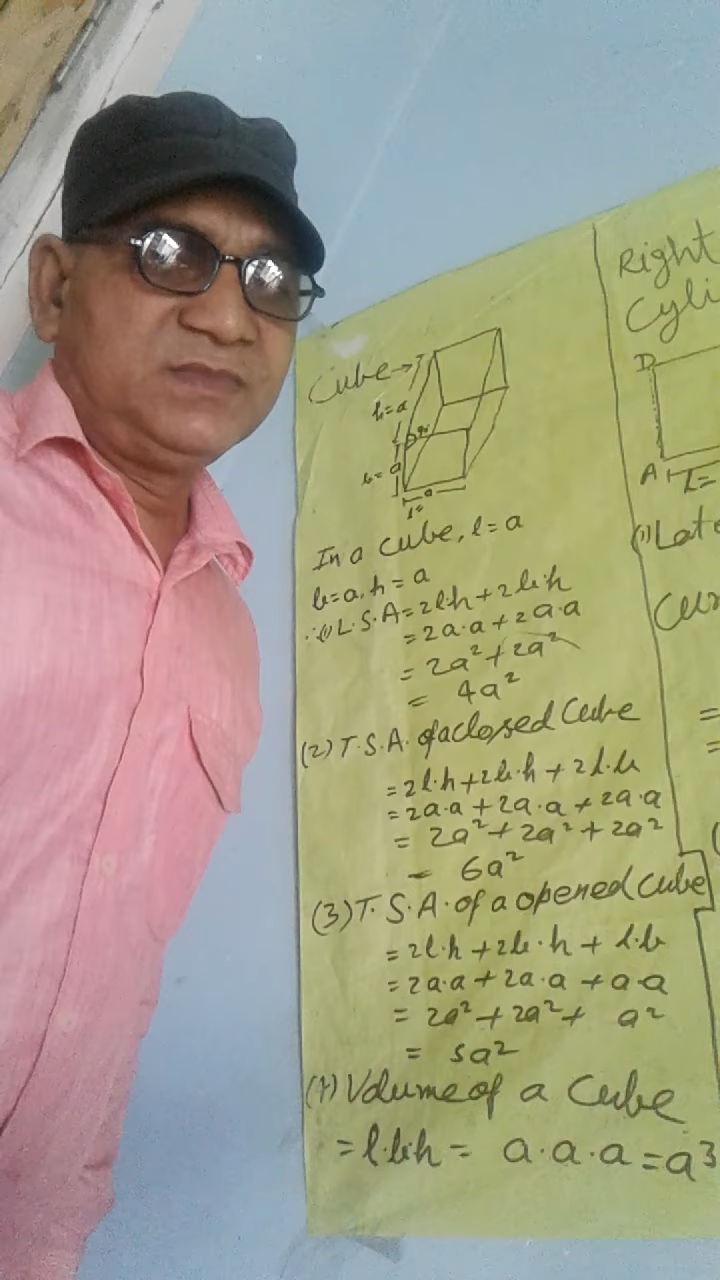 Cube→
h=a
b=a
90°
a
l=
In a cube, l=a
b=a, h=a
∴(1) L.S.A=2l.h+2b.h
=2a.a+2a.a
=2a²+2a²
= 4a²
(2) T.S.A. of a closed Cube
=2l.h+2b.h+2l.b
=2a.a+2a.a+2a.a
= 2a²+2a²+2a²
= 6a²
(3) T.S.A. of a opened cube
=2l.h+2b.h+l.b
=2a.a+2a.a+a.a
= 2a²+2a²+ a²
= 5a²
(4) Volume of a Cube
=l.b.h= a.a.a=a³
Right
Cyli
D
A
L=
(1) Late
Cur
=
=
(